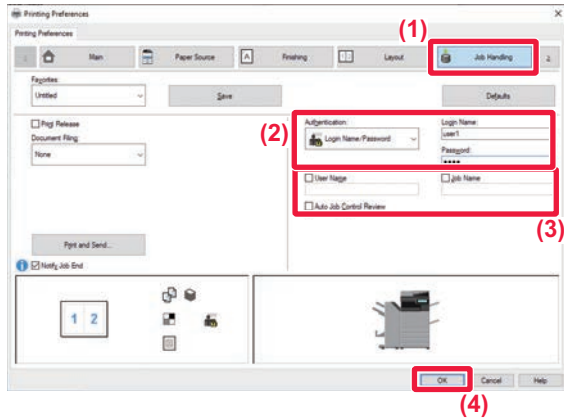 Printing Preferences
Printing Preferences
(1)
Main
Paper Source
A
Finishing
Layout
Job Handling
Favorites:
Untitled
Save
Defaults
Print Release
Document Filing:
None
(2)
Authentication:
Login Name/Password
Login Name:
user1
Password:
••••
User Name
Job Name
Auto Job Control Review
(3)
Print and Send...
Notify Job End
1 2
OK
Cancel
Help
(4)